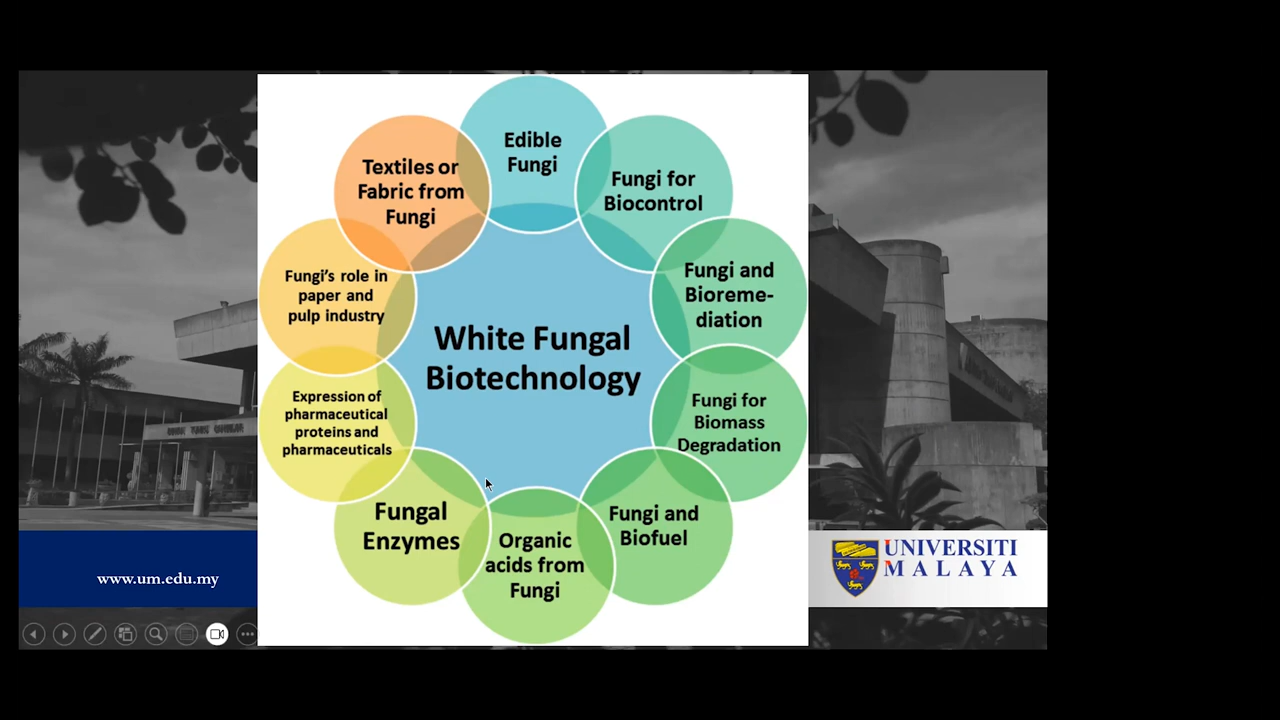 Edible
Fungi
Fungi for
Biocontrol
Fungi and
Bioreme-
diation
Fungi for
Biomass
Degradation
Fungi and
Biofuel
Organic
acids from
Fungi
Fungal
Enzymes
Expression of
pharmaceutical
proteins and
pharmaceuticals
Fungi's role in
paper and
pulp industry
Textiles or
Fabric from
Fungi
White Fungal
Biotechnology
www.um.edu.my
UNIVERSITI
MALAYA